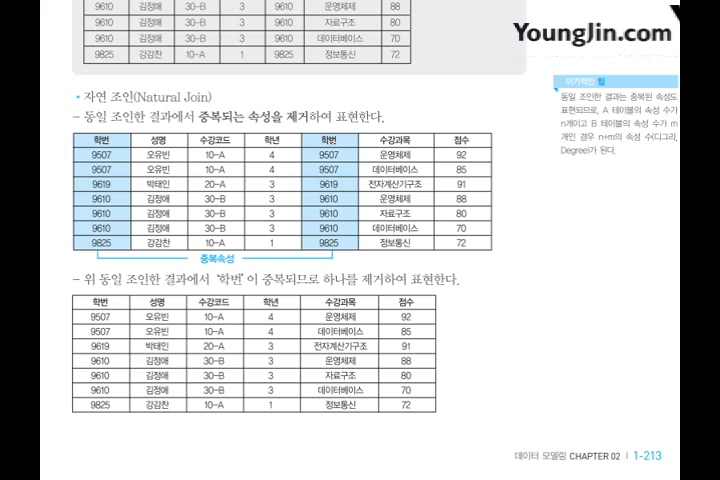 9610 김정애 30-B 3 9610 운영체제 88
9610 김정애 30-B 3 9610 자료구조 80
9610 김정애 30-B 3 9610 데이터베이스 70
9825 강감찬 10-A 1 9825 정보통신 72
YoungJin.com
• 자연 조인(Natural Join)
- 동일 조인한 결과에서 중복되는 속성을 제거하여 표현한다.
학번 성명 수강코드 학년 학번 수강과목 점수
9507 오유빈 10-A 4 9507 운영체제 92
9507 오유빈 10-A 4 9507 데이터베이스 85
9619 박태인 20-A 3 9619 전자계산기구조 91
9610 김정애 30-B 3 9610 운영체제 88
9610 김정애 30-B 3 9610 자료구조 80
9610 김정애 30-B 3 9610 데이터베이스 70
9825 강감찬 10-A 1 9825 정보통신 72
중복속성
- 위 동일 조인한 결과에서 '학번'이 중복되므로 하나를 제거하여 표현한다.
학번 성명 수강코드 학년 수강과목 점수
9507 오유빈 10-A 4 운영체제 92
9507 오유빈 10-A 4 데이터베이스 85
9619 박태인 20-A 3 전자계산기구조 91
9610 김정애 30-B 3 운영체제 88
9610 김정애 30-B 3 자료구조 80
9610 김정애 30-B 3 데이터베이스 70
9825 강감찬 10-A 1 정보통신 72
이기적인 팁
동일 조인한 결과는 중복된 속성도
표현되므로, A 테이블의 속성 수가
n개이고 B 테이블의 속성 수가 m
개인 경우 n+m의 속성 수(디그리,
Degree)가 된다.
데이터 모델링 CHAPTER 02 | 1-213